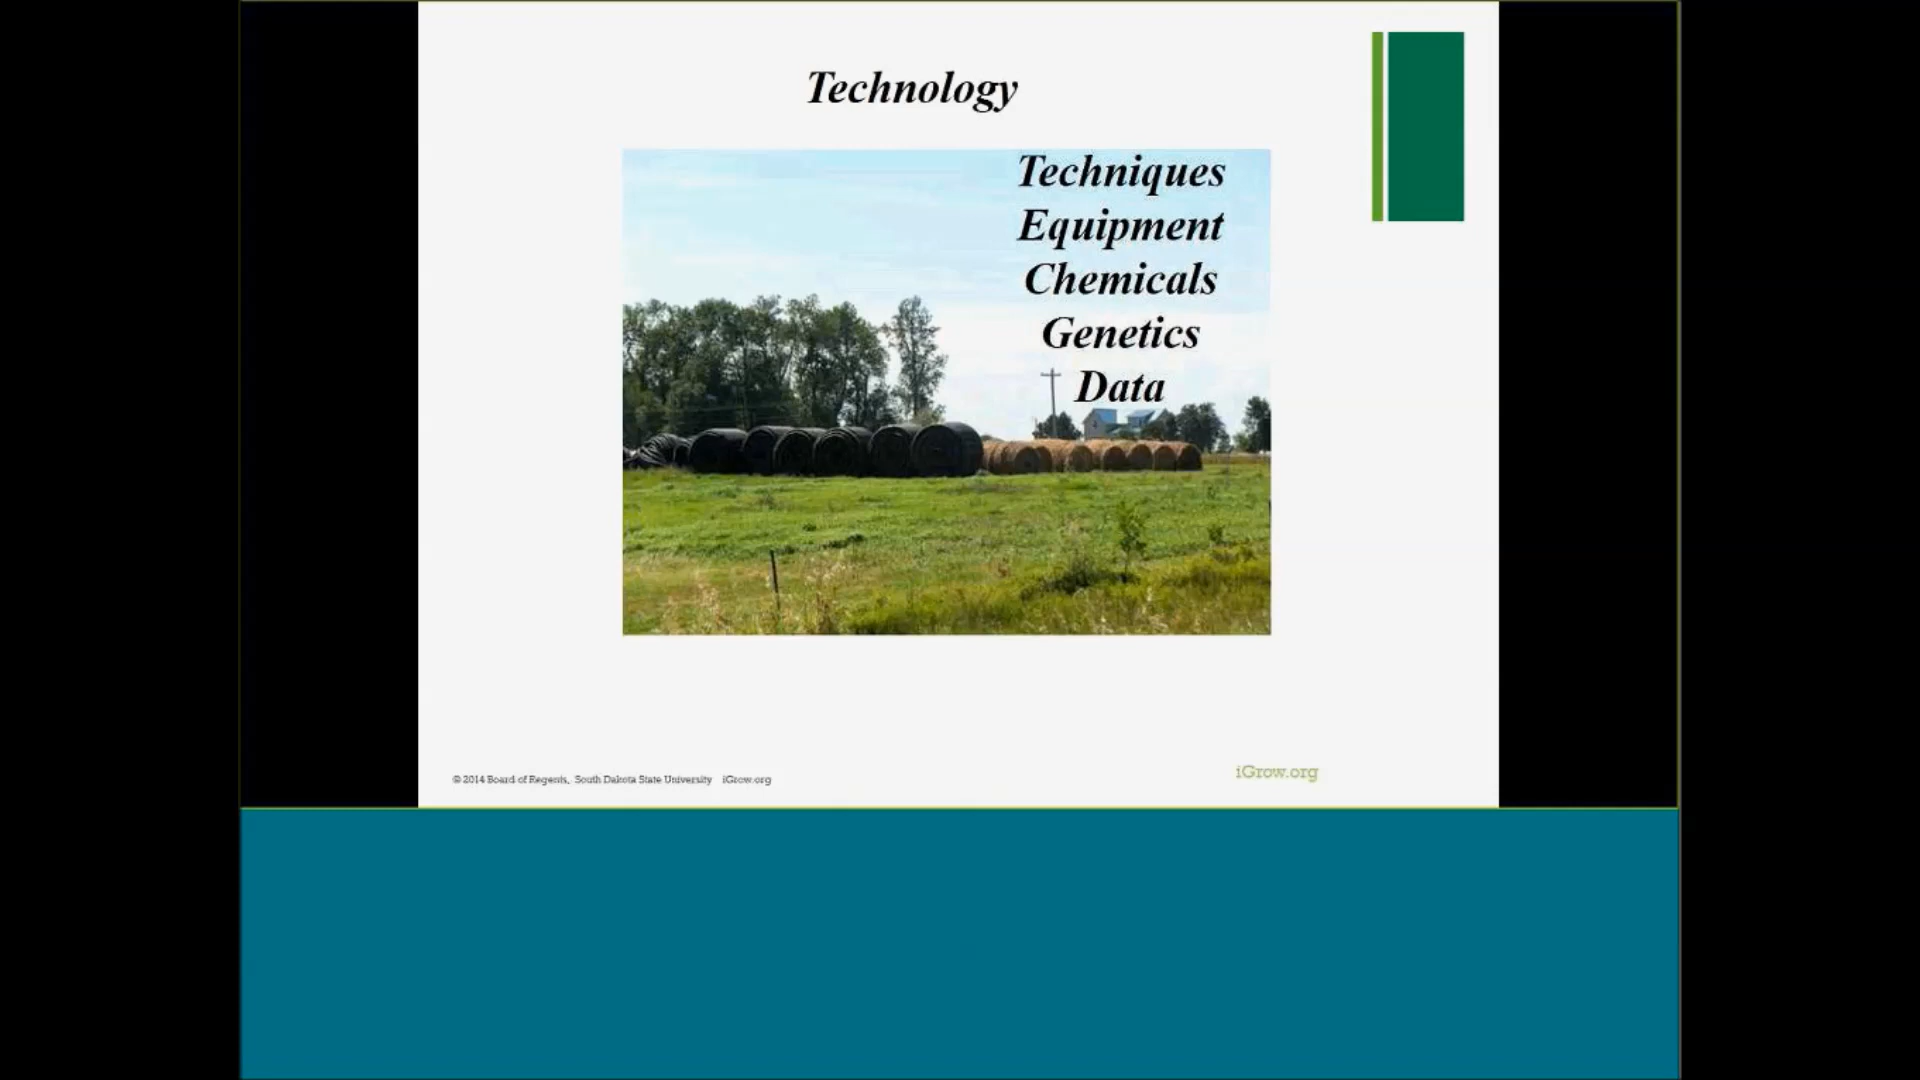 Technology
Techniques
Equipment
Chemicals
Genetics
Data
© 2014 Board of Regents, South Dakota State University iGrow.org
iGrow.org